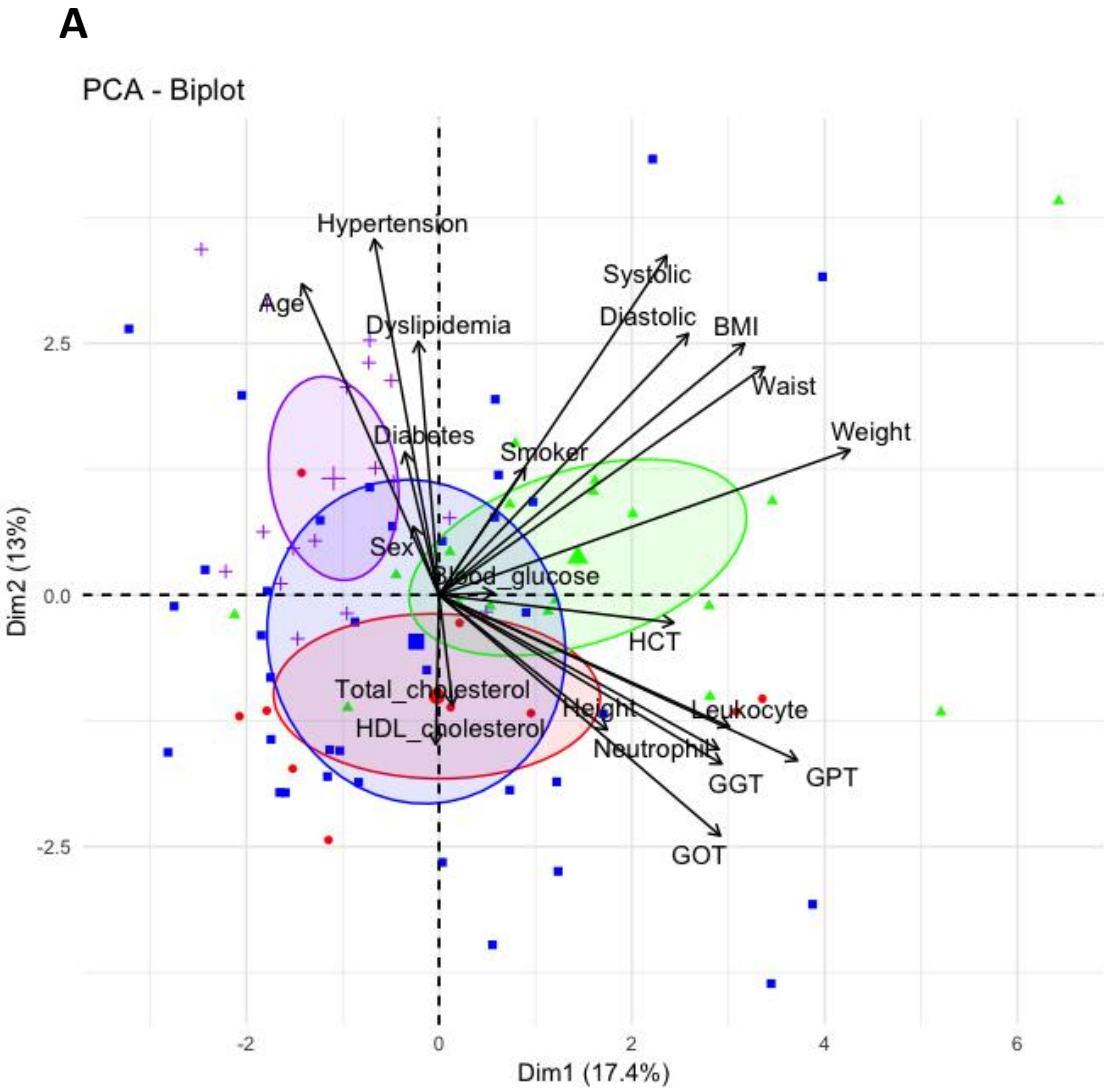 A
PCA - Biplot
Hypertension
Systolic
Age
Diastolic
Dyslipidemia
BMI
2.5
Waist
Weight
Diabetes
Smoker
Sex
Blood_glucose
0.0
HCT
Total_cholesterol
Height
Leukocyte
HDL_cholesterol
Neutrophil
GPT
GGT
-2.5
GOT
Dim2 (13%)
-2
0
2
4
6
Dim1 (17.4%)